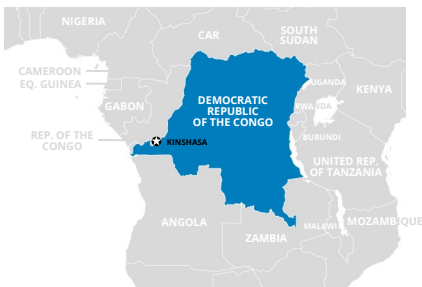 NIGERIA
CAR
SOUTH
SUDAN
CAMEROON
EQ. GUINEA
UGANDA
KENYA
GABON
DEMOCRATIC
REPUBLIC
OF THE CONGO
RWANDA
REP. OF THE
CONGO
KINSHASA
BURUNDI
UNITED REP.
OF TANZANIA
ANGOLA
ZAMBIA
MALAWI
MOZAMBIQUE